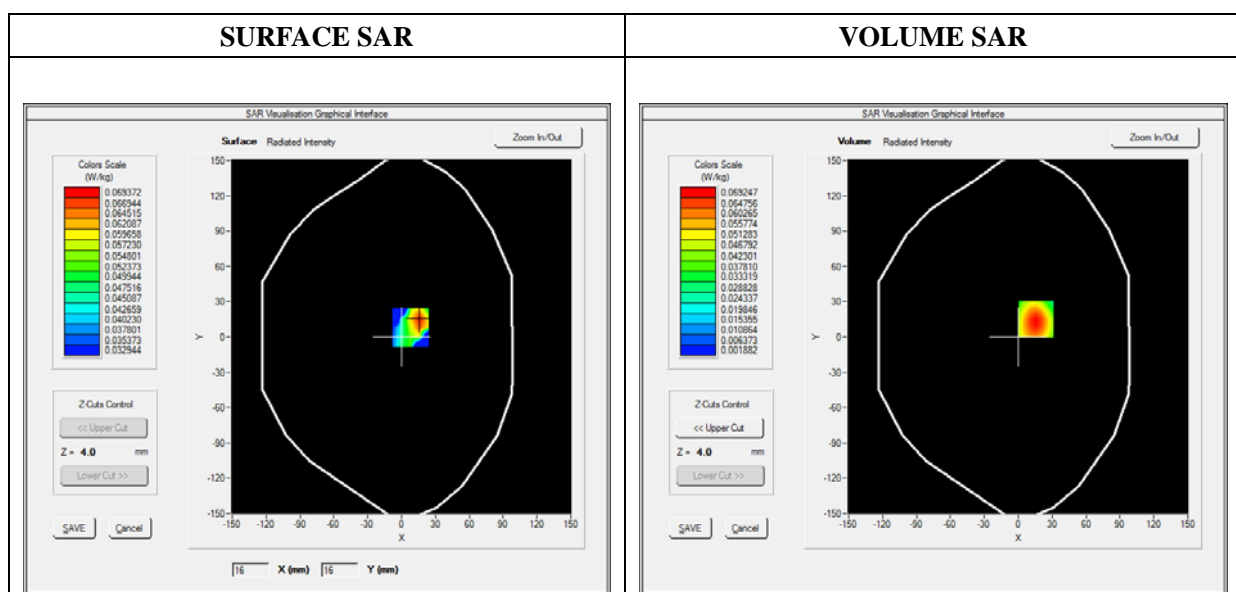 SURFACE SAR
VOLUME SAR
SAR Visualisation Graphical Interface
Surface Radiated Intensity
Zoom In/Out
Colors Scale
(W/kg)
0.069372
0.066944
0.064515
0.062087
0.059658
0.057230
0.054801
0.052373
0.049944
0.047516
0.045087
0.042659
0.040230
0.037801
0.035373
0.032944
Z-Cuts Control
<< Upper Cut
Z = 4.0 mm
Lower Cut >>
SAVE
Cancel
150
120
90
60
30
0
-30
-60
-90
-120
-150
Y
-150 -120 -90 -60 -30 0 30 60 90 120 150
X
16 X (mm) 16 Y (mm)
SAR Visualisation Graphical Interface
Volume Radiated Intensity
Zoom In/Out
Colors Scale
(W/kg)
0.069247
0.064756
0.060265
0.055774
0.051283
0.046792
0.042301
0.037810
0.033319
0.028828
0.024337
0.019846
0.015355
0.010864
0.006373
0.001882
Z-Cuts Control
<< Upper Cut
Z = 4.0 mm
Lower Cut >>
SAVE
Cancel
150
120
90
60
30
0
-30
-60
-90
-120
-150
Y
-150 -120 -90 -60 -30 0 30 60 90 120 150
X